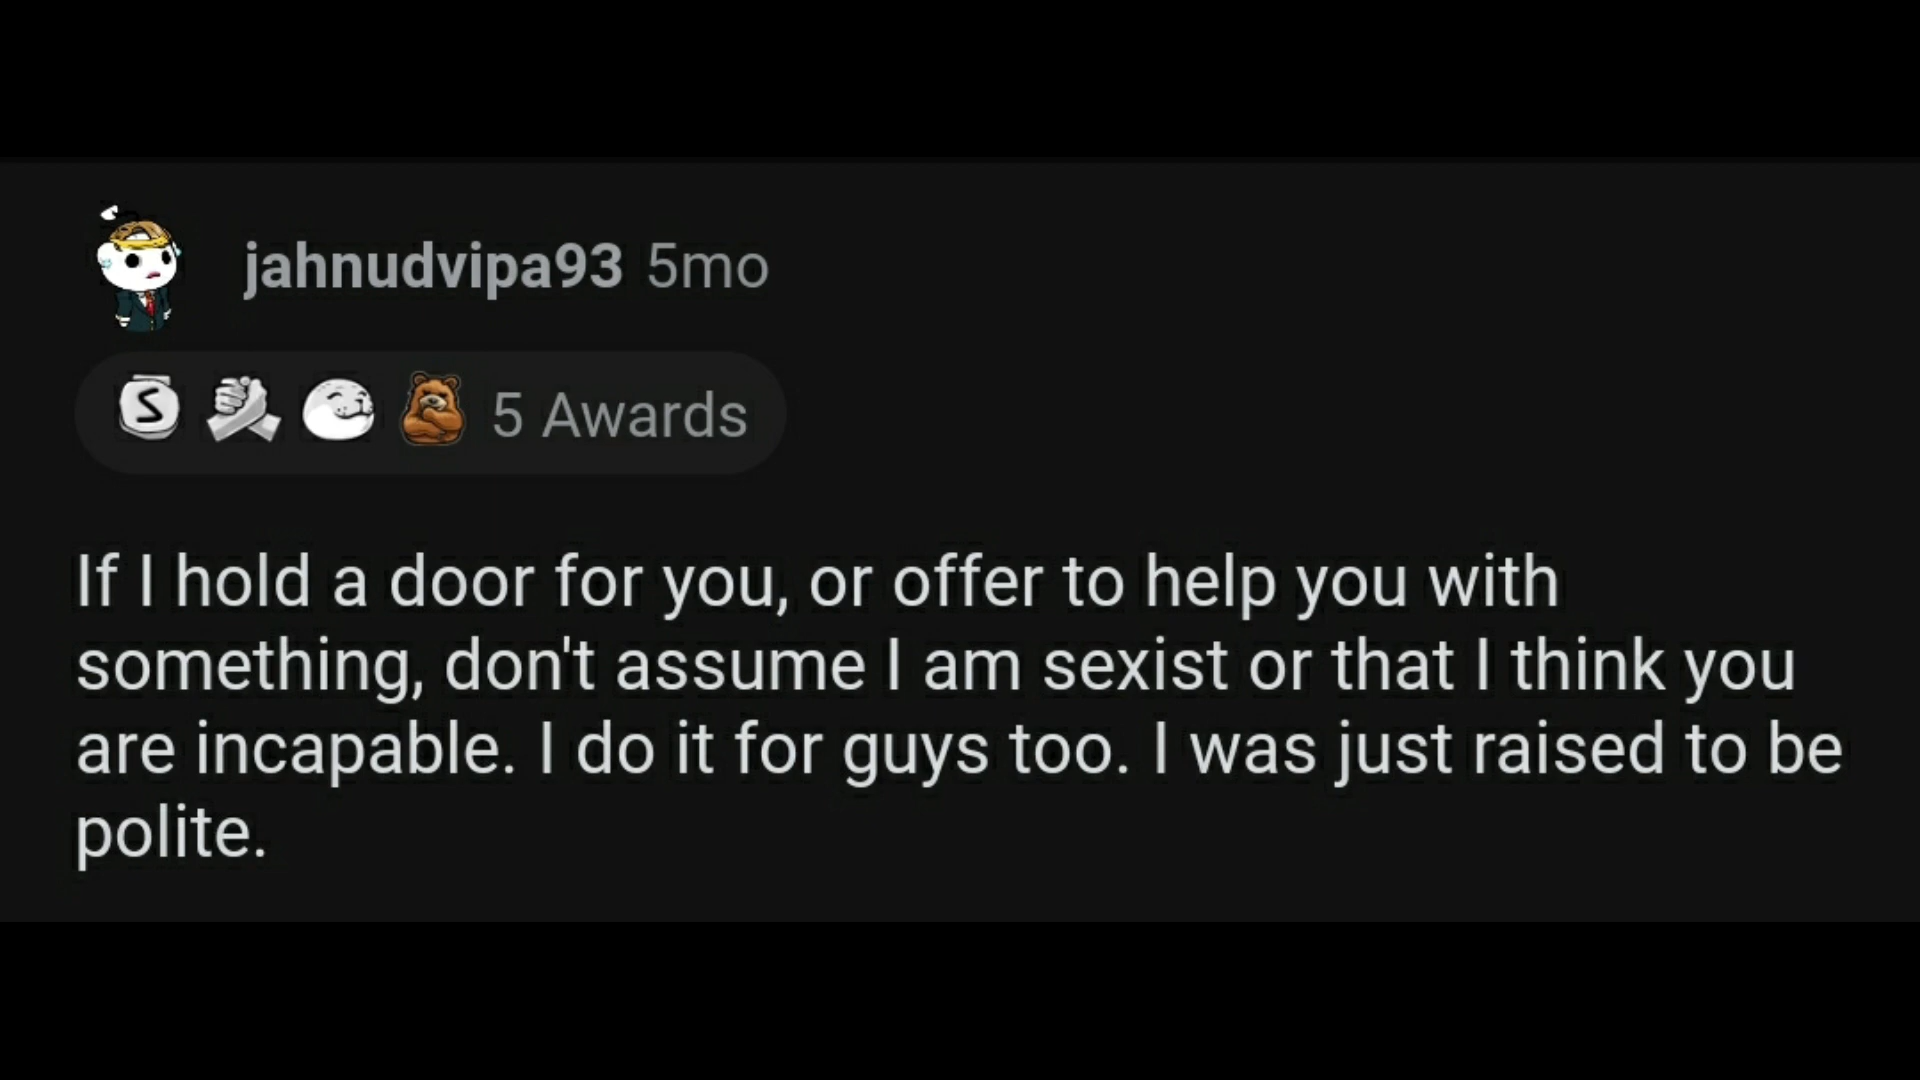 jahnudvipa93 5mo
S 5 Awards
If I hold a door for you, or offer to help you with
something, don't assume I am sexist or that I think you
are incapable. I do it for guys too. I was just raised to be
polite.